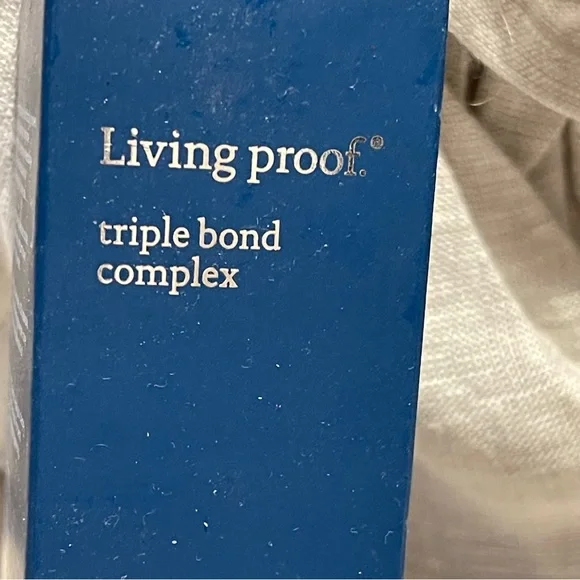 Living proof.®
triple bond
complex